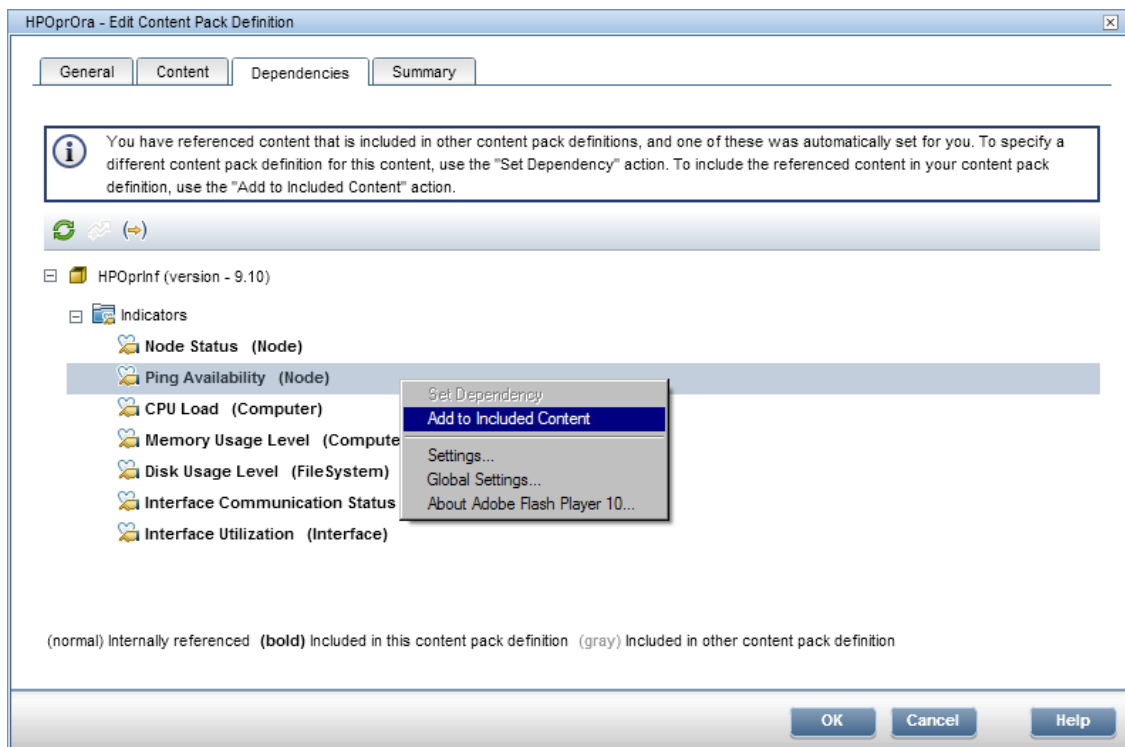 HPOprOra - Edit Content Pack Definition
General Content Dependencies Summary
You have referenced content that is included in other content pack definitions, and one of these was automatically set for you. To specify a
different content pack definition for this content, use the "Set Dependency" action. To include the referenced content in your content pack
definition, use the "Add to Included Content" action.
HPOprInf (version - 9.10)
Indicators
Node Status (Node)
Ping Availability (Node)
Set Dependency
CPU Load (Computer)
Add to Included Content
Memory Usage Level (Compute
Settings...
Disk Usage Level (FileSystem)
Global Settings...
Interface Communication Status
About Adobe Flash Player 10...
Interface Utilization (Interface)
(normal) Internally referenced (bold) Included in this content pack definition (gray) Included in other content pack definition
OK Cancel Help